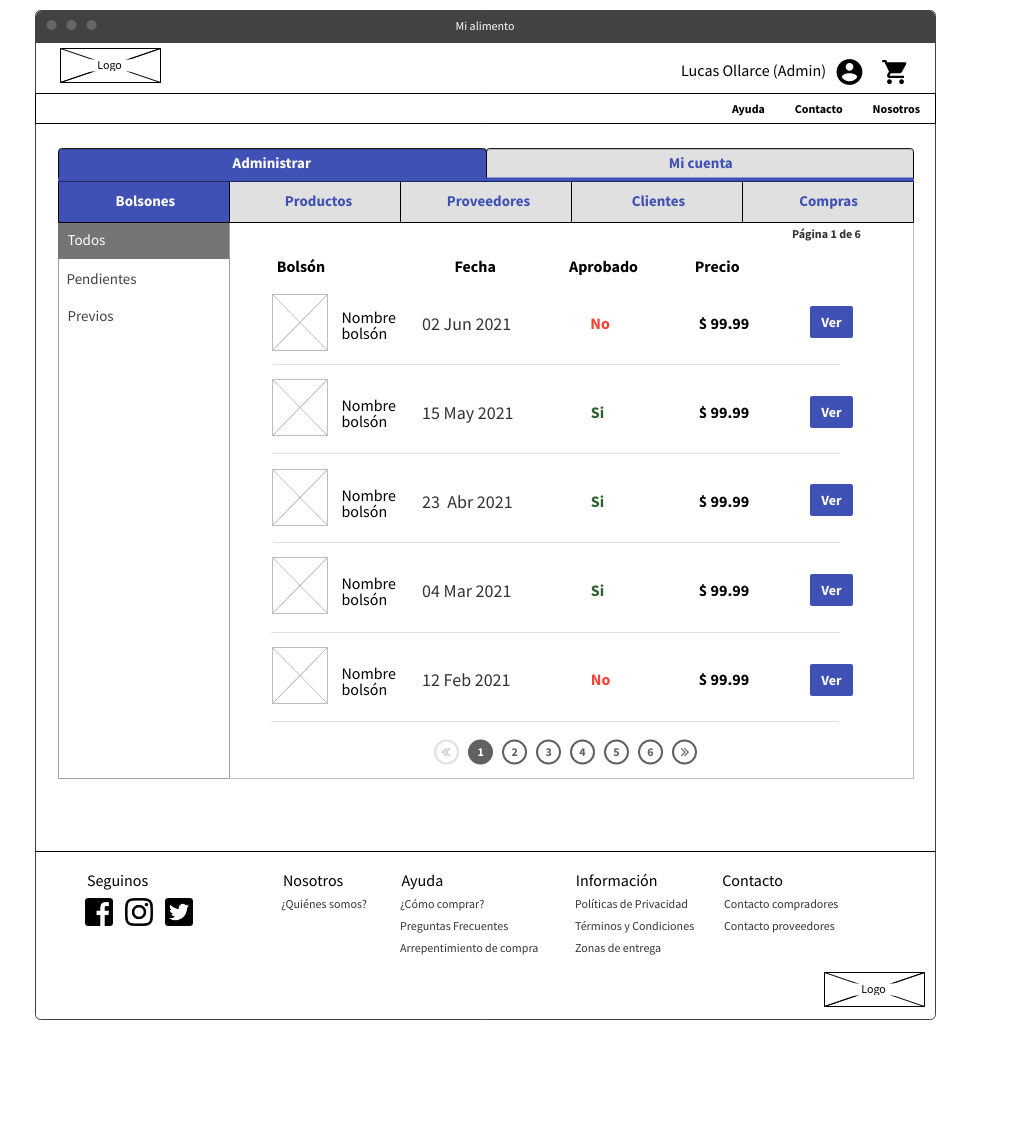 Mi alimento
Logo
Lucas Ollarce (Admin)
Ayuda Contacto Nosotros
Administrar Mi cuenta
Bolsones Productos Proveedores Clientes Compras
Todos
Página 1 de 6
Pendientes
Previos
Bolsón Fecha Aprobado Precio
Nombre
bolsón
02 Jun 2021 No $ 99.99 Ver
Nombre
bolsón
15 May 2021 Si $ 99.99 Ver
Nombre
bolsón
23 Abr 2021 Si $ 99.99 Ver
Nombre
bolsón
04 Mar 2021 Si $ 99.99 Ver
Nombre
bolsón
12 Feb 2021 No $ 99.99 Ver
1 2 3 4 5 6
Seguinos
Nosotros
¿Quiénes somos?
Ayuda
¿Cómo comprar?
Preguntas Frecuentes
Arrepentimiento de compra
Información
Políticas de Privacidad
Términos y Condiciones
Zonas de entrega
Contacto
Contacto compradores
Contacto proveedores
Logo